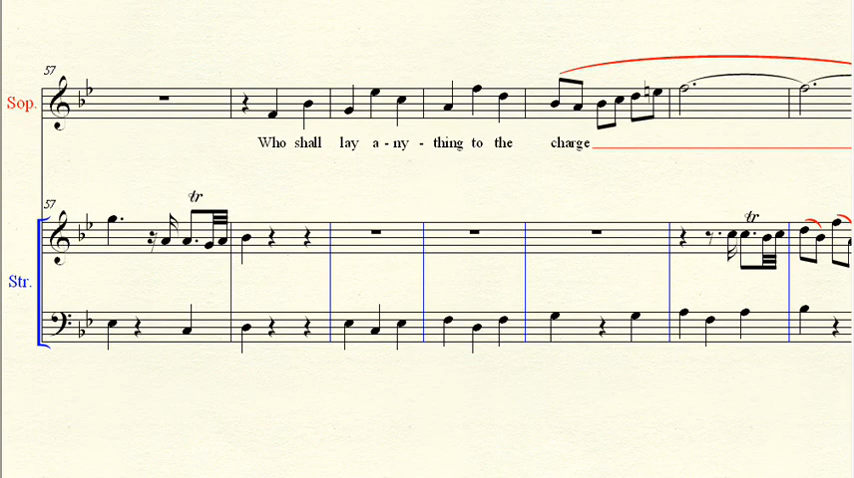 57
Sop.
Who shall lay a - ny - thing to the charge
57
tr
tr
Str.